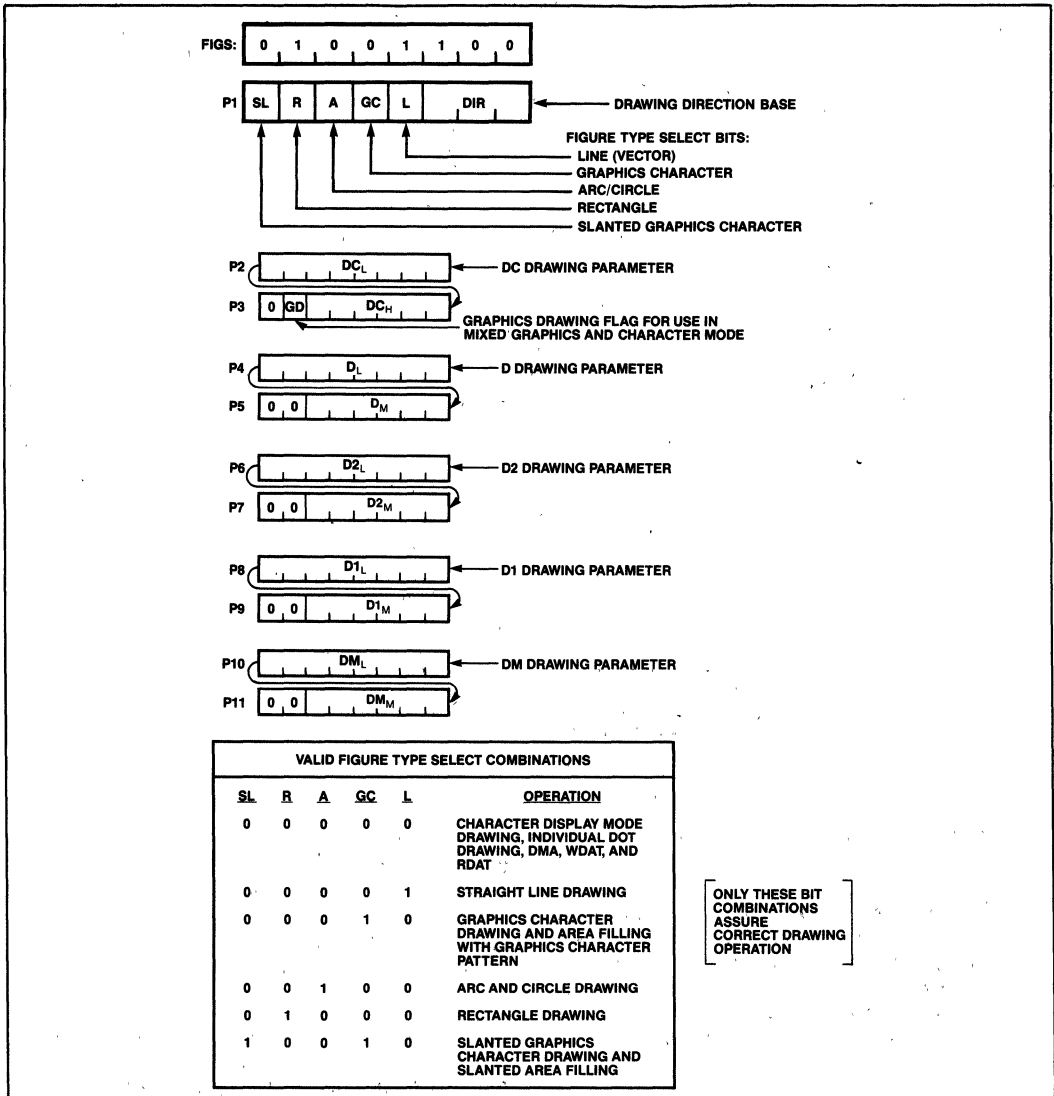 FIGS: 0 1 0 0 1 1 0 0
P1 SL R A GC L DIR DRAWING DIRECTION BASE
FIGURE TYPE SELECT BITS:
LINE (VECTOR)
GRAPHICS CHARACTER
ARC/CIRCLE
RECTANGLE
SLANTED GRAPHICS CHARACTER
P2 DCL DC DRAWING PARAMETER
P3 0 GD DCH
GRAPHICS DRAWING FLAG FOR USE IN
MIXED GRAPHICS AND CHARACTER MODE
P4 DL D DRAWING PARAMETER
P5 0 0 DM
P6 D2L D2 DRAWING PARAMETER
P7 0 0 D2M
P8 D1L D1 DRAWING PARAMETER
P9 0 0 D1M
P10 DML DM DRAWING PARAMETER
P11 0 0 DMM
VALID FIGURE TYPE SELECT COMBINATIONS
SL R A GC L OPERATION
0 0 0 0 0 CHARACTER DISPLAY MODE
DRAWING, INDIVIDUAL DOT
DRAWING, DMA, WDAT, AND
RDAT
0 0 0 0 1 STRAIGHT LINE DRAWING
0 0 0 1 0 GRAPHICS CHARACTER
DRAWING AND AREA FILLING
WITH GRAPHICS CHARACTER
PATTERN
0 0 1 0 0 ARC AND CIRCLE DRAWING
0 1 0 0 0 RECTANGLE DRAWING
1 0 0 1 0 SLANTED GRAPHICS
CHARACTER DRAWING AND
SLANTED AREA FILLING
ONLY THESE BIT
COMBINATIONS
ASSURE
CORRECT DRAWING
OPERATION